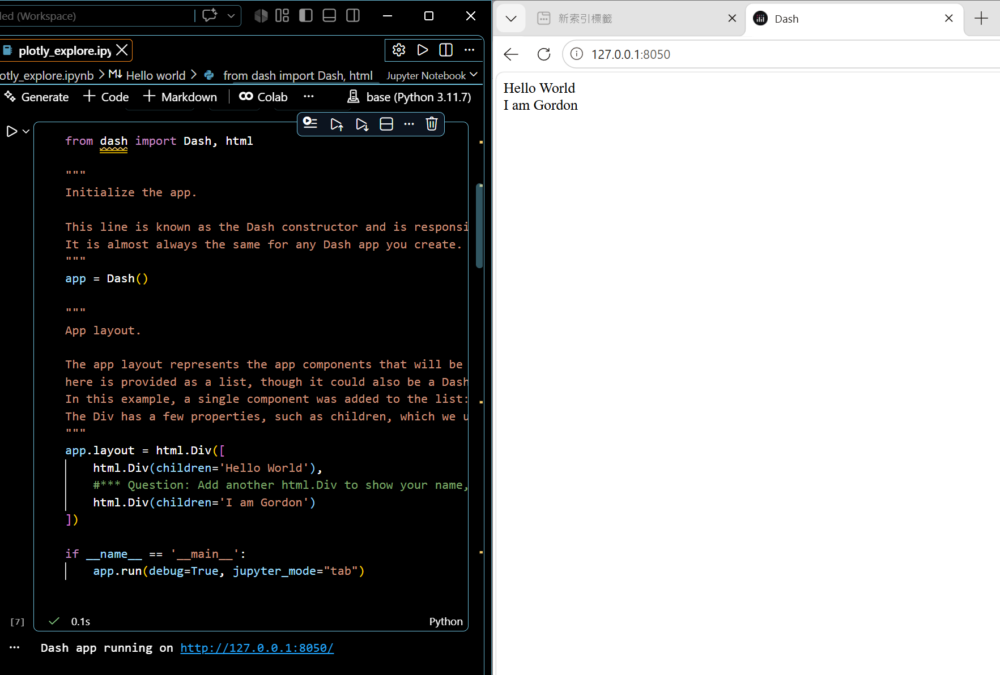 led (Workspace)
plotly_explore.ipy
otly_explore.ipynb > M↓ Hello world > from dash import Dash, html
Jupyter Notebook
Generate + Code + Markdown | Colab ... base (Python 3.11.7)
from dash import Dash, html
"""
Initialize the app.
This line is known as the Dash constructor and is responsi
It is almost always the same for any Dash app you create.
"""
app = Dash()
"""
App layout.
The app layout represents the app components that will be
here is provided as a list, though it could also be a Dash
In this example, a single component was added to the list:
The Div has a few properties, such as children, which we u
"""
app.layout = html.Div([
    html.Div(children='Hello World'),
    #*** Question: Add another html.Div to show your name,
    html.Div(children='I am Gordon')
])
if __name__ == '__main__':
    app.run(debug=True, jupyter_mode="tab")
[7]
0.1s
Python
Dash app running on http://127.0.0.1:8050/
新索引標籤
Dash
127.0.0.1:8050
Hello World
I am Gordon